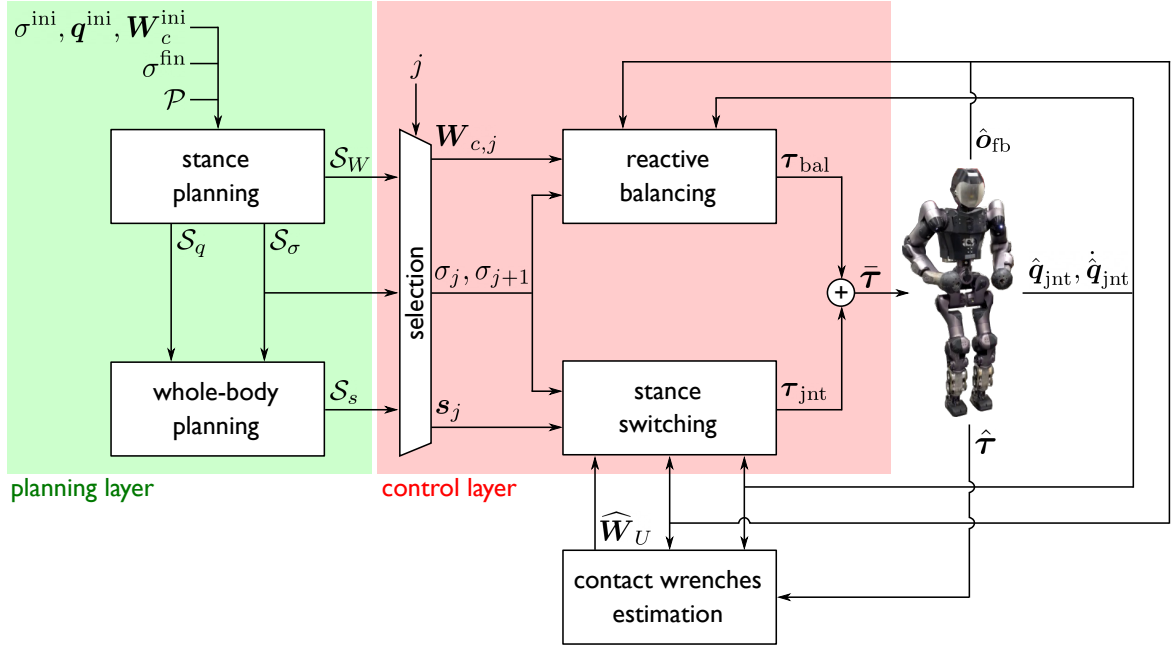 σ^ini, q^ini, W_c^ini
σ^fin
𝒫
stance
planning
𝒮_W
𝒮_q
𝒮_σ
whole-body
planning
𝒮_s
planning layer
j
selection
W_{c,j}
σ_j, σ_{j+1}
s_j
reactive
balancing
τ_bal
stance
switching
τ_jnt
+
τ̄
control layer
ô_fb
q̂_jnt, q̂̇_jnt
τ̂
Ŵ_U
contact wrenches
estimation